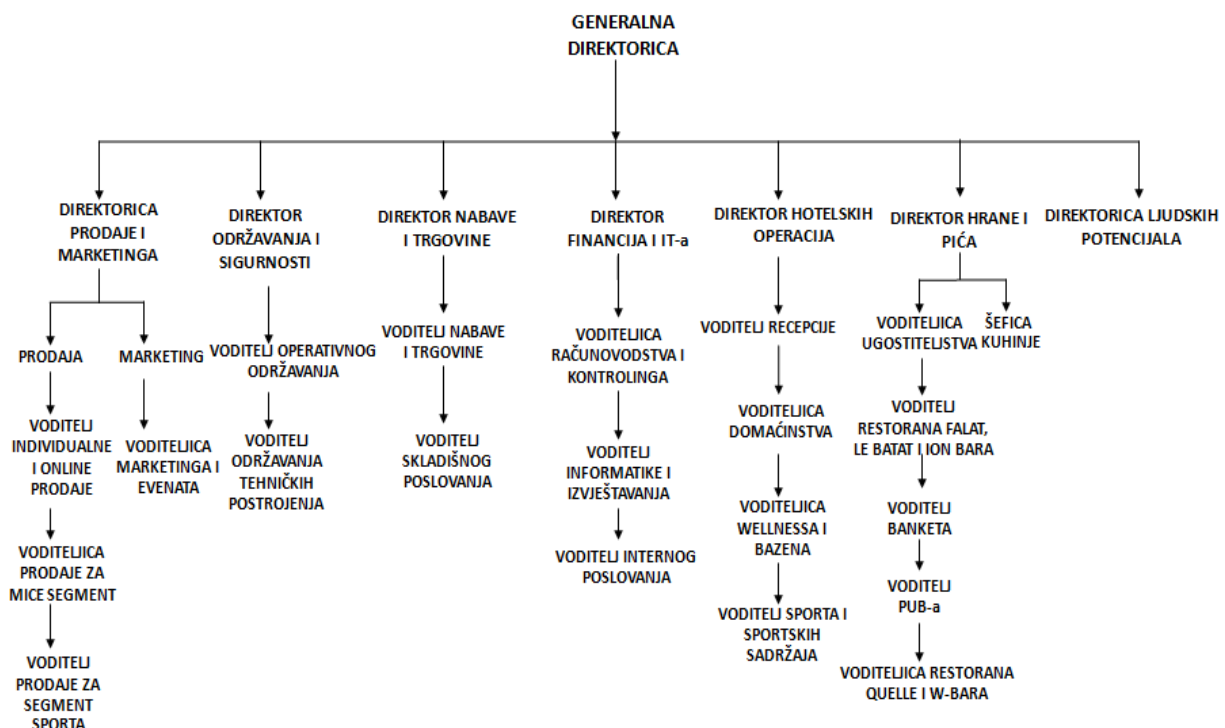 GENERALNA
DIREKTORICA
DIREKTORICA
PRODAJE I
MARKETINGA
DIREKTOR
ODRŽAVANJA I
SIGURNOSTI
DIREKTOR NABAVE
I TRGOVINE
DIREKTOR
FINANCIJA I IT-a
DIREKTOR HOTELSKIH
OPERACIJA
DIREKTOR HRANE I
PIĆA
DIREKTORICA LJUDSKIH
POTENCIJALA
PRODAJA
MARKETING
VODITELJ
INDIVIDUALNE
I ONLINE
PRODAJE
VODITELJICA
MARKETINGA I
EVENATA
VODITELJICA
PRODAJE ZA
MICE SEGMENT
VODITELJ
PRODAJE ZA
SEGMENT
SPORTA
VODITELJ OPERATIVNOG
ODRŽAVANJA
VODITELJ
ODRŽAVANJA
TEHNIČKIH
POSTROJENJA
VODITELJ NABAVE
I TRGOVINE
VODITELJ
SKLADIŠNOG
POSLOVANJA
VODITELJICA
RAČUNOVODSTVA I
KONTROLINGA
VODITELJ
INFORMATIKE I
IZVJEŠTAVANJA
VODITELJ INTERNOG
POSLOVANJA
VODITELJ RECEPCIJE
VODITELJICA
DOMAĆINSTVA
VODITELJICA
WELLNESSA I
BAZENA
VODITELJ SPORTA I
SPORTSKIH
SADRŽAJA
VODITELJICA
UGOSTITELJSTVA
ŠEFICA
KUHINJE
VODITELJ
RESTORANA FALAT,
LE BATAT I ION BARA
VODITELJ
BANKETA
VODITELJ
PUB-a
VODITELJICA RESTORANA
QUELLE I W-BARA